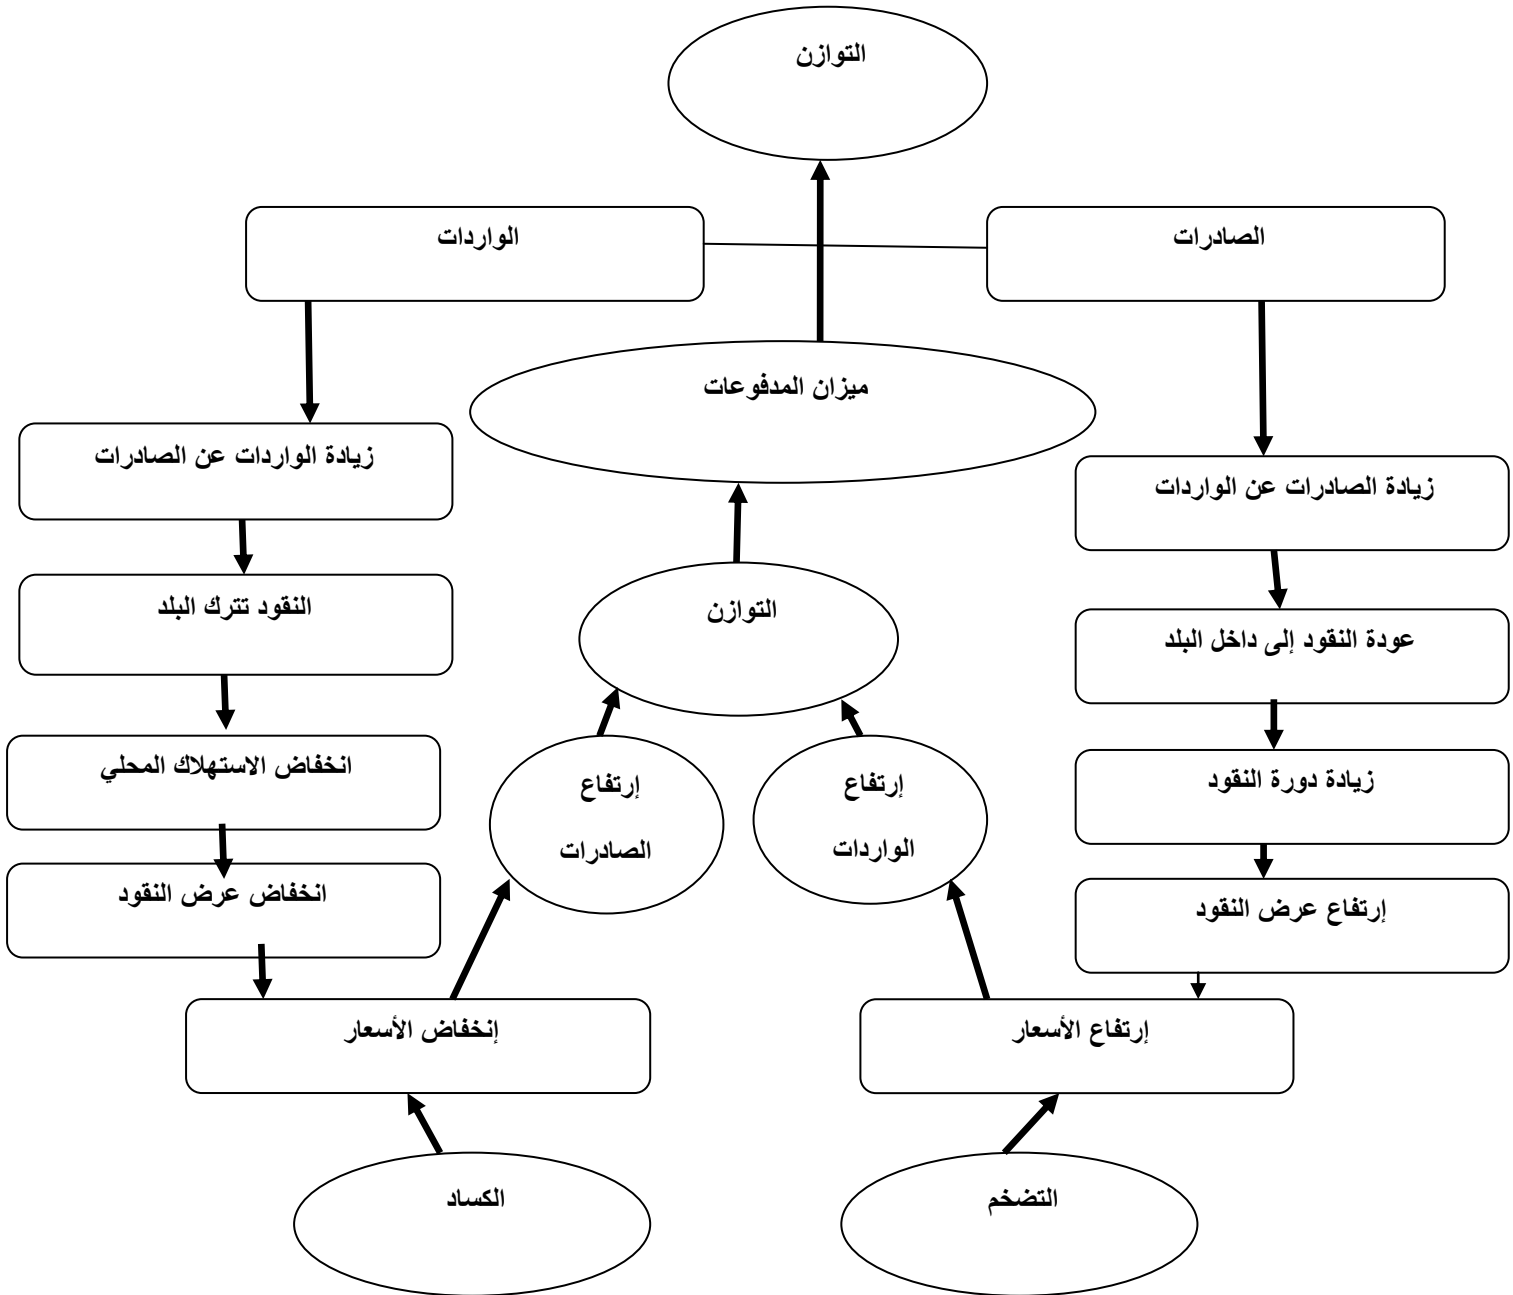 التوازن
الصادرات
الواردات
ميزان المدفوعات
زيادة الواردات عن الصادرات
زيادة الصادرات عن الواردات
النقود تترك البلد
التوازن
عودة النقود إلى داخل البلد
انخفاض الاستهلاك المحلي
زيادة دورة النقود
إرتفاع
الصادرات
إرتفاع
الواردات
انخفاض عرض النقود
إرتفاع عرض النقود
إنخفاض الأسعار
إرتفاع الأسعار
الكساد
التضخم